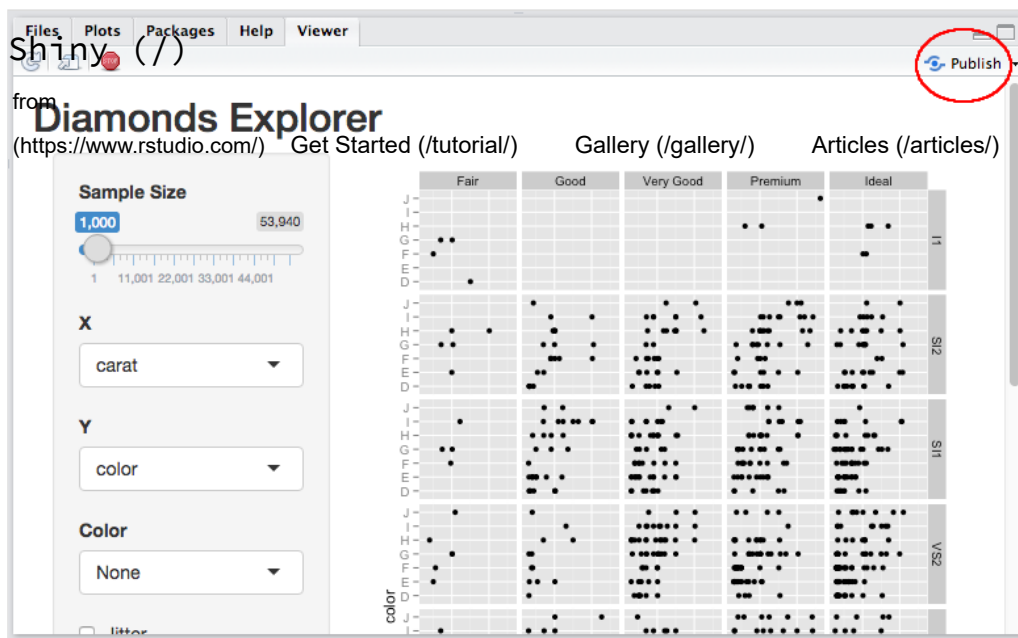 Files Plots Packages Help Viewer
Shiny (/)
STOP
Publish
from
Diamonds Explorer
(https://www.rstudio.com/) Get Started (/tutorial/) Gallery (/gallery/) Articles (/articles/)
Sample Size
1,000 53,940
1 11,001 22,001 33,001 44,001
X
carat
Y
color
Color
None
Jitter
Fair Good Very Good Premium Ideal
J
I
H
G
F
E
D
I1
J
I
H
G
F
E
D
SI2
J
I
H
G
F
E
D
SI1
J
I
H
G
F
E
D
VS2
color
J
I